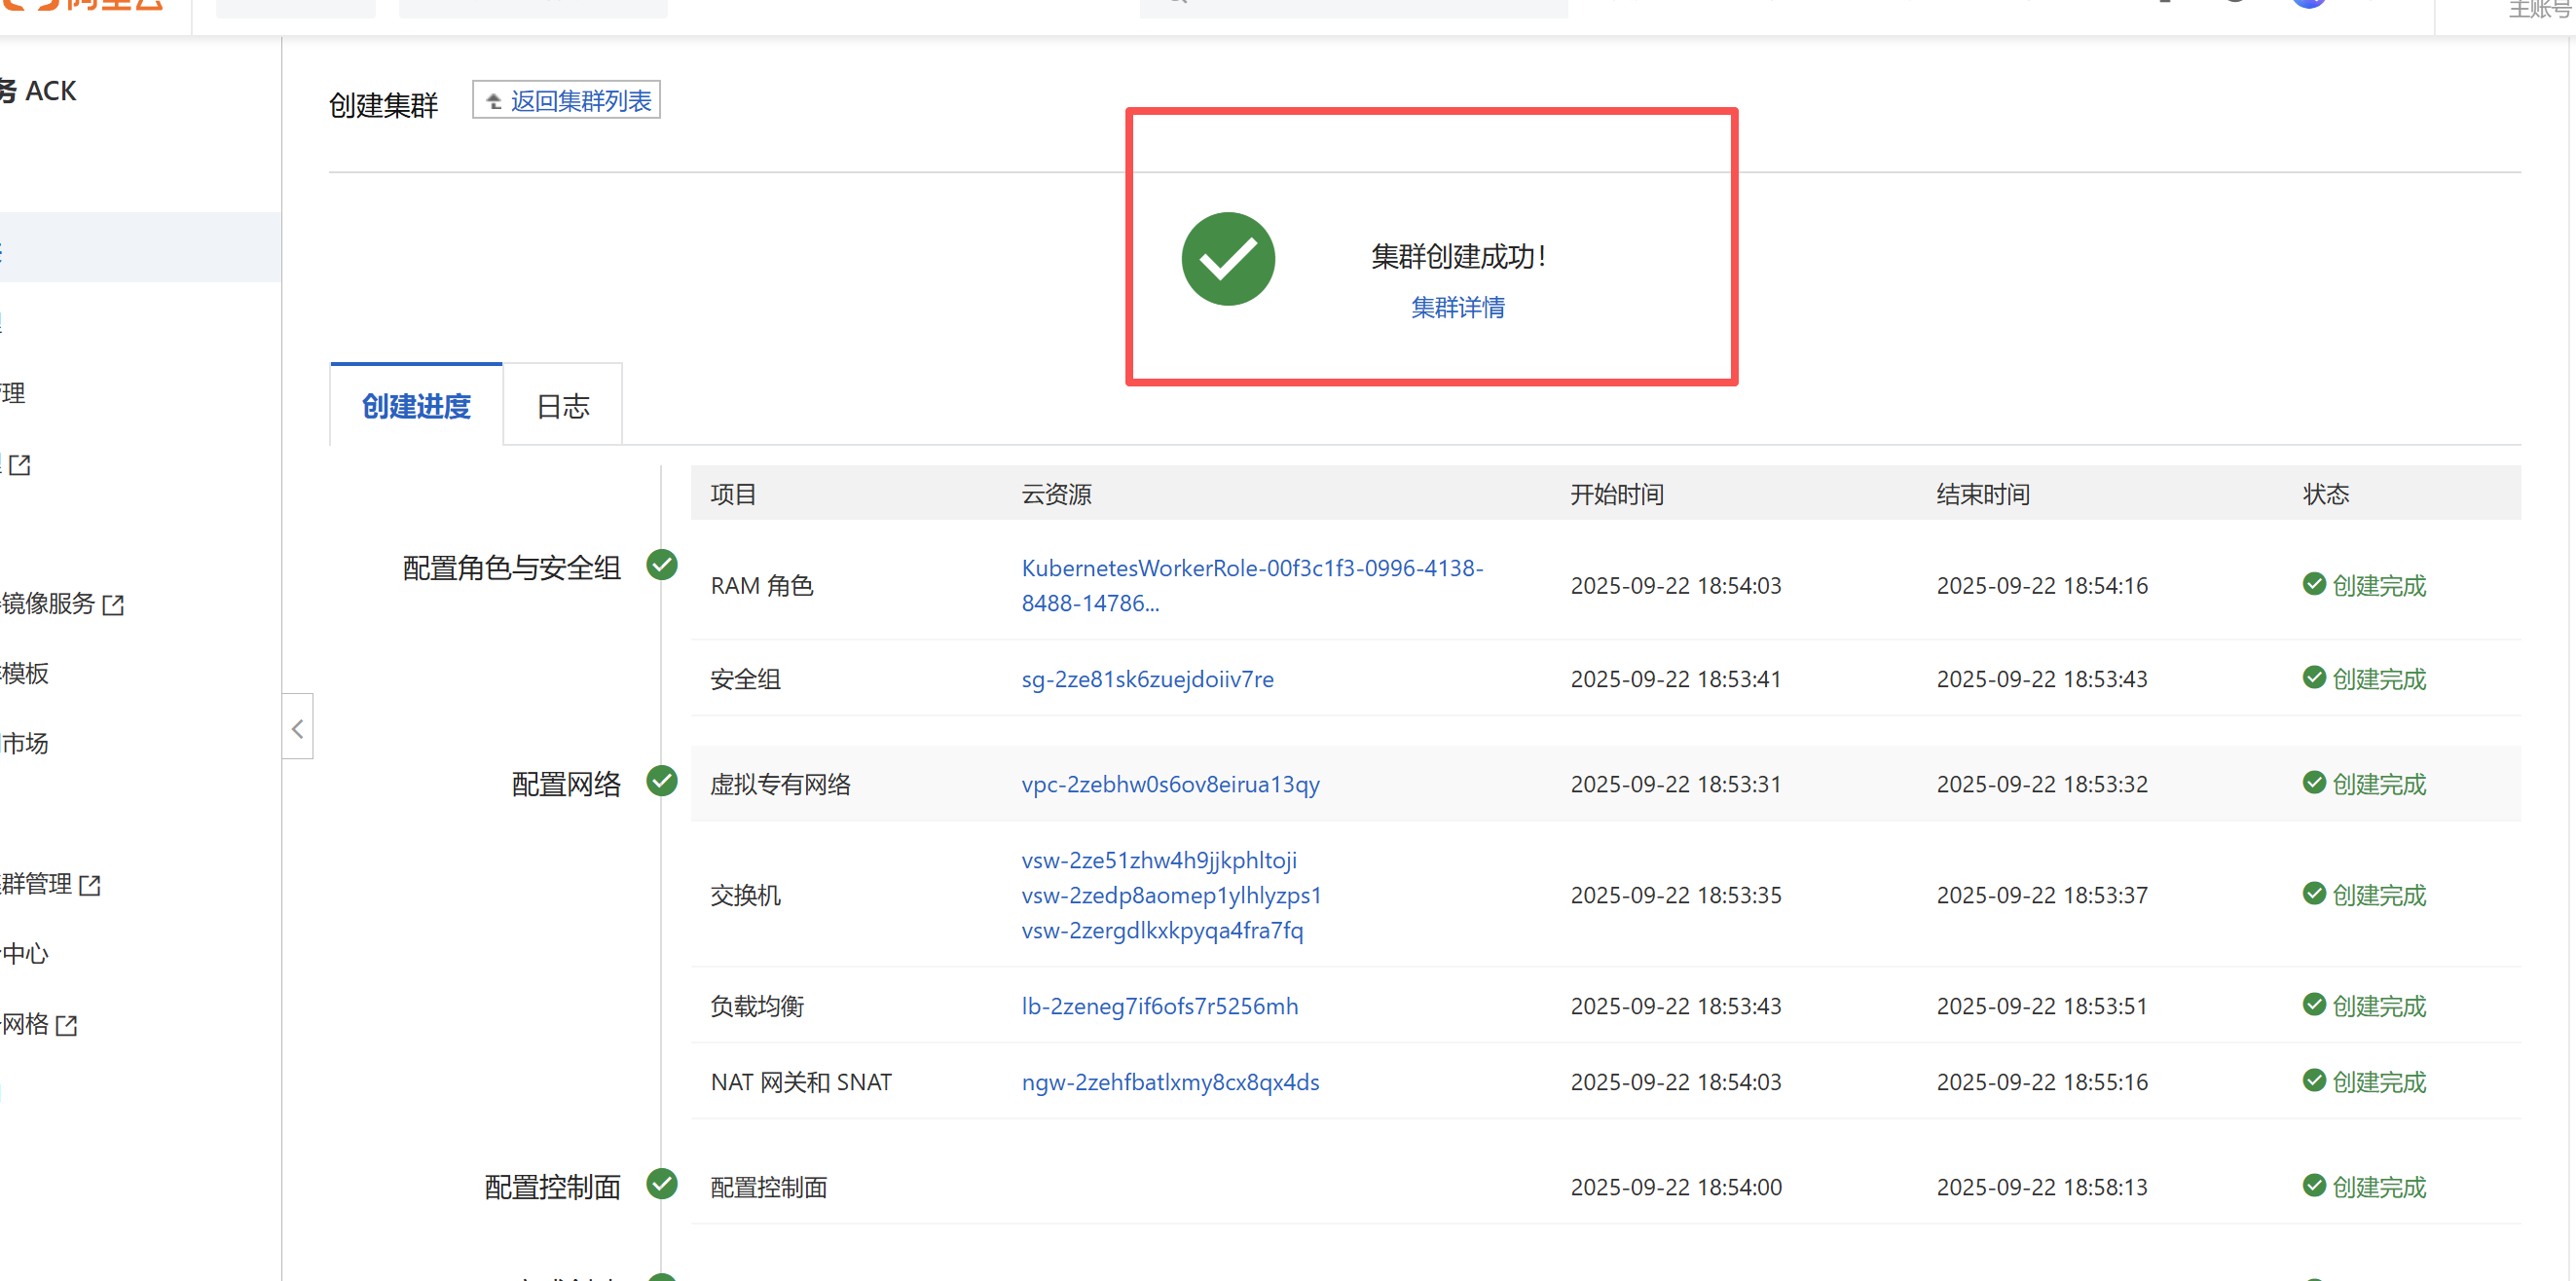 阿里云
主账号
务 ACK
创建集群
返回集群列表
集群创建成功！
集群详情
创建进度
日志
理
镜像服务
模板
市场
群管理
中心
网格
项目 云资源 开始时间 结束时间 状态
配置角色与安全组
RAM 角色 KubernetesWorkerRole-00f3c1f3-0996-4138-
8488-14786... 2025-09-22 18:54:03 2025-09-22 18:54:16 创建完成
安全组 sg-2ze81sk6zuejdoiiv7re 2025-09-22 18:53:41 2025-09-22 18:53:43 创建完成
配置网络
虚拟专有网络 vpc-2zebhw0s6ov8eirua13qy 2025-09-22 18:53:31 2025-09-22 18:53:32 创建完成
交换机
vsw-2ze51zhw4h9jjkphltoji
vsw-2zedp8aomep1ylhlyzps1 2025-09-22 18:53:35 2025-09-22 18:53:37 创建完成
vsw-2zergdlkxkpyqa4fra7fq
负载均衡 lb-2zeneg7if6ofs7r5256mh 2025-09-22 18:53:43 2025-09-22 18:53:51 创建完成
NAT 网关和 SNAT ngw-2zehfbatlxmy8cx8qx4ds 2025-09-22 18:54:03 2025-09-22 18:55:16 创建完成
配置控制面
配置控制面 2025-09-22 18:54:00 2025-09-22 18:58:13 创建完成